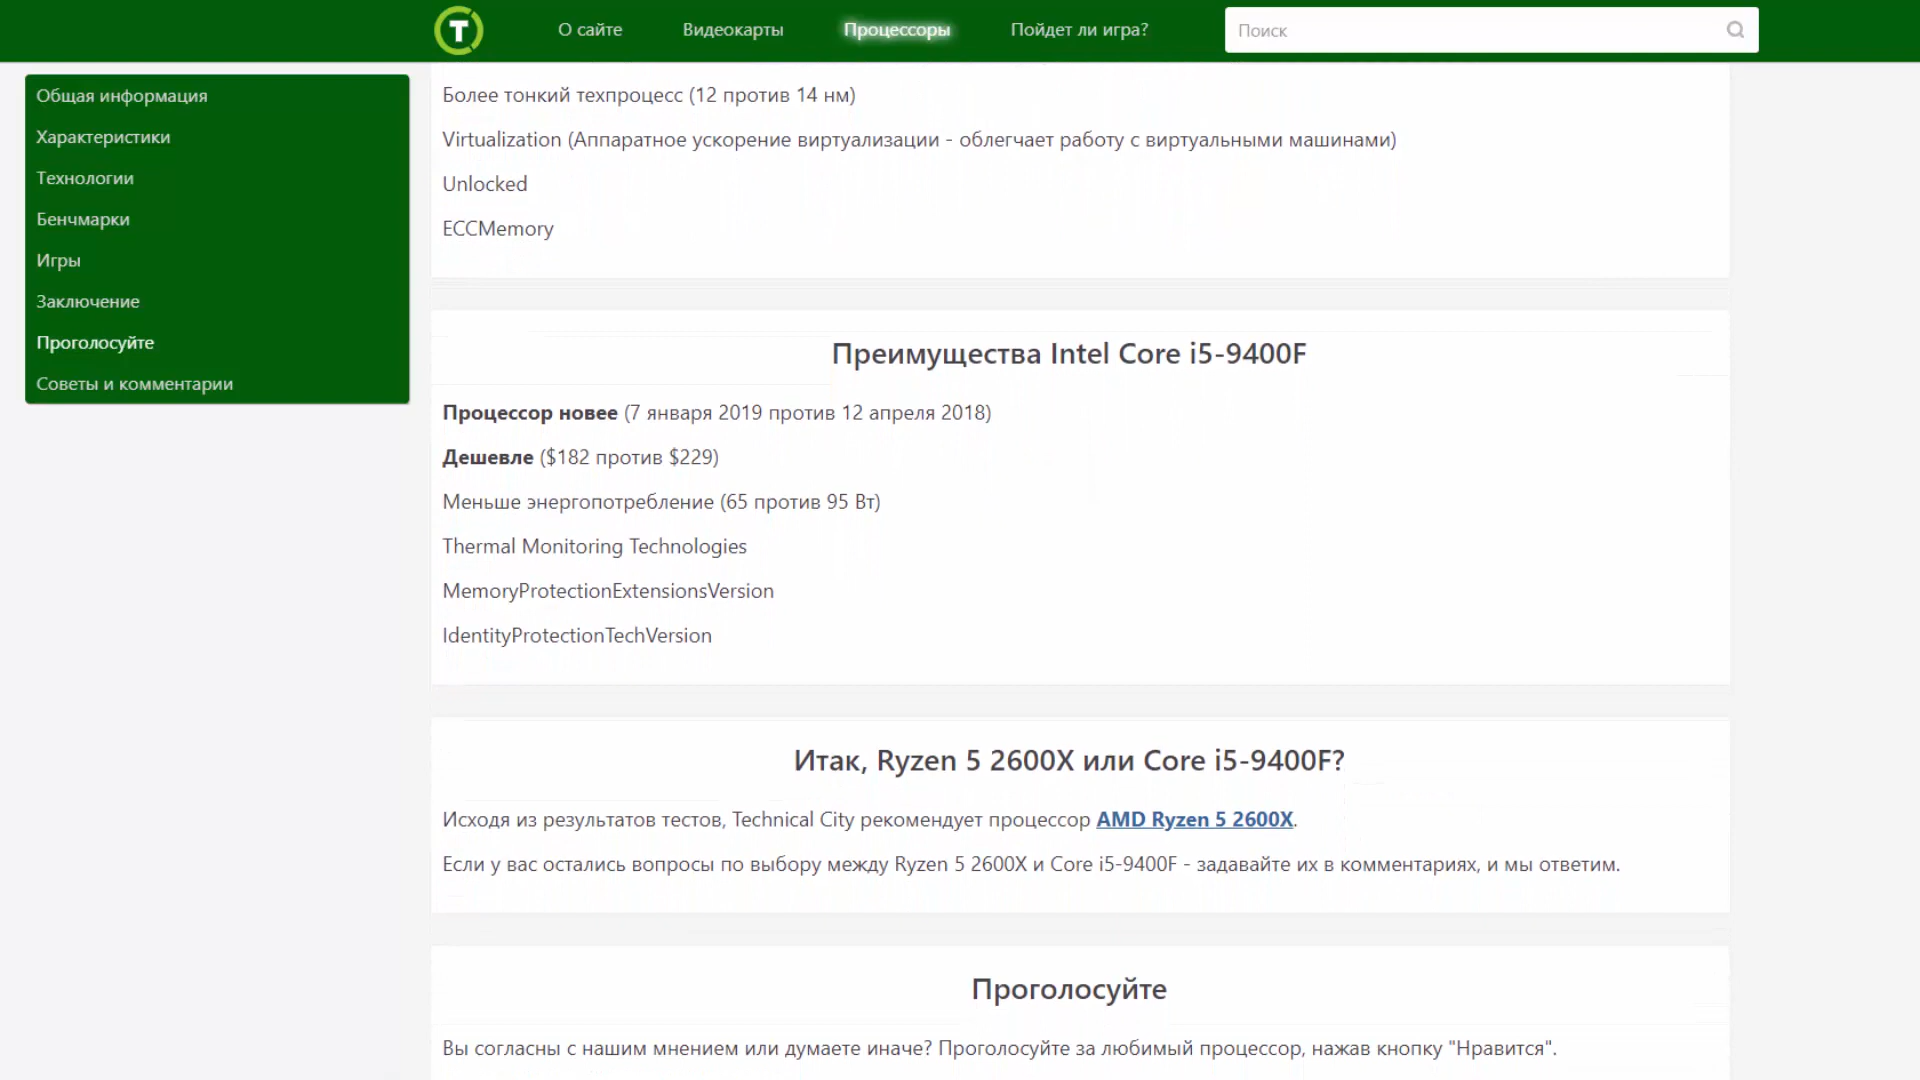 T
О сайте
Видеокарты
Процессоры
Пойдет ли игра?
Поиск
Общая информация
Характеристики
Технологии
Бенчмарки
Игры
Заключение
Проголосуйте
Советы и комментарии
Более тонкий техпроцесс (12 против 14 нм)
Virtualization (Аппаратное ускорение виртуализации - облегчает работу с виртуальными машинами)
Unlocked
ECCMemory
Преимущества Intel Core i5-9400F
Процессор новее (7 января 2019 против 12 апреля 2018)
Дешевле ($182 против $229)
Меньше энергопотребление (65 против 95 Вт)
Thermal Monitoring Technologies
MemoryProtectionExtensionsVersion
IdentityProtectionTechVersion
Итак, Ryzen 5 2600X или Core i5-9400F?
Исходя из результатов тестов, Technical City рекомендует процессор AMD Ryzen 5 2600X.
Если у вас остались вопросы по выбору между Ryzen 5 2600X и Core i5-9400F - задавайте их в комментариях, и мы ответим.
Проголосуйте
Вы согласны с нашим мнением или думаете иначе? Проголосуйте за любимый процессор, нажав кнопку "Нравится".